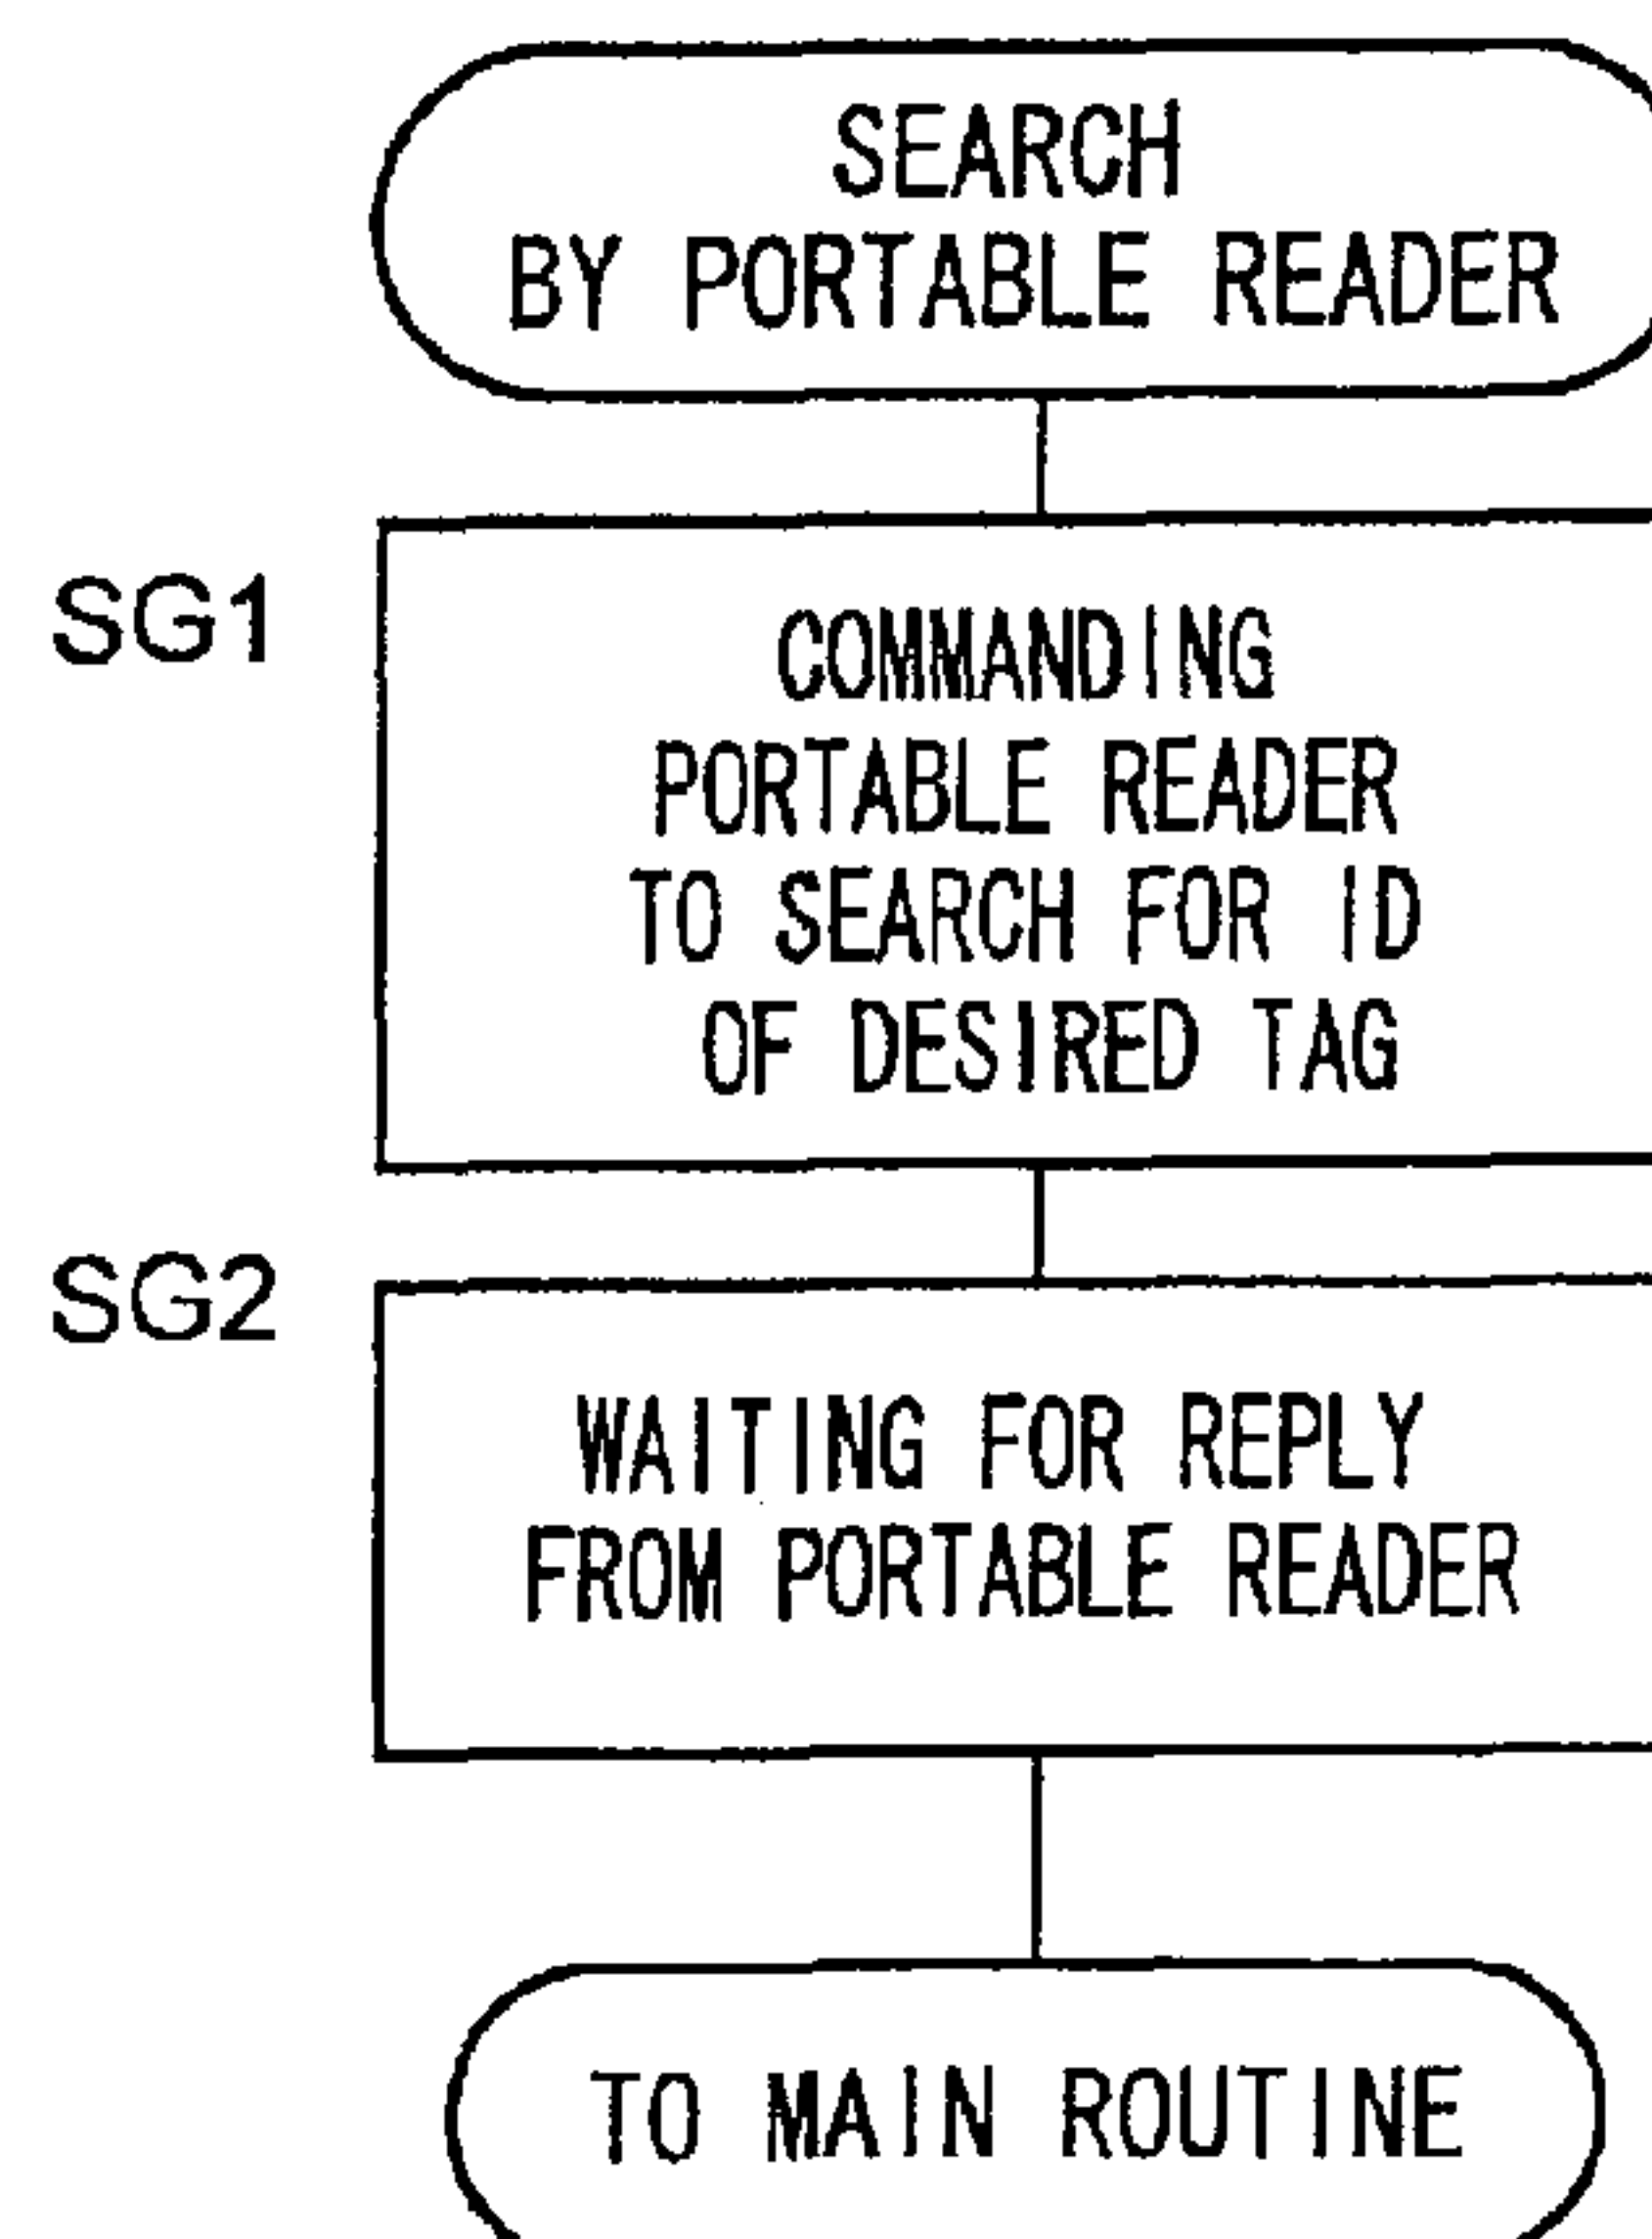 SEARCH
BY PORTABLE READER
SG1
COMMANDING
PORTABLE READER
TO SEARCH FOR ID
OF DESIRED TAG
SG2
WAITING FOR REPLY
FROM PORTABLE READER
TO MAIN ROUTINE